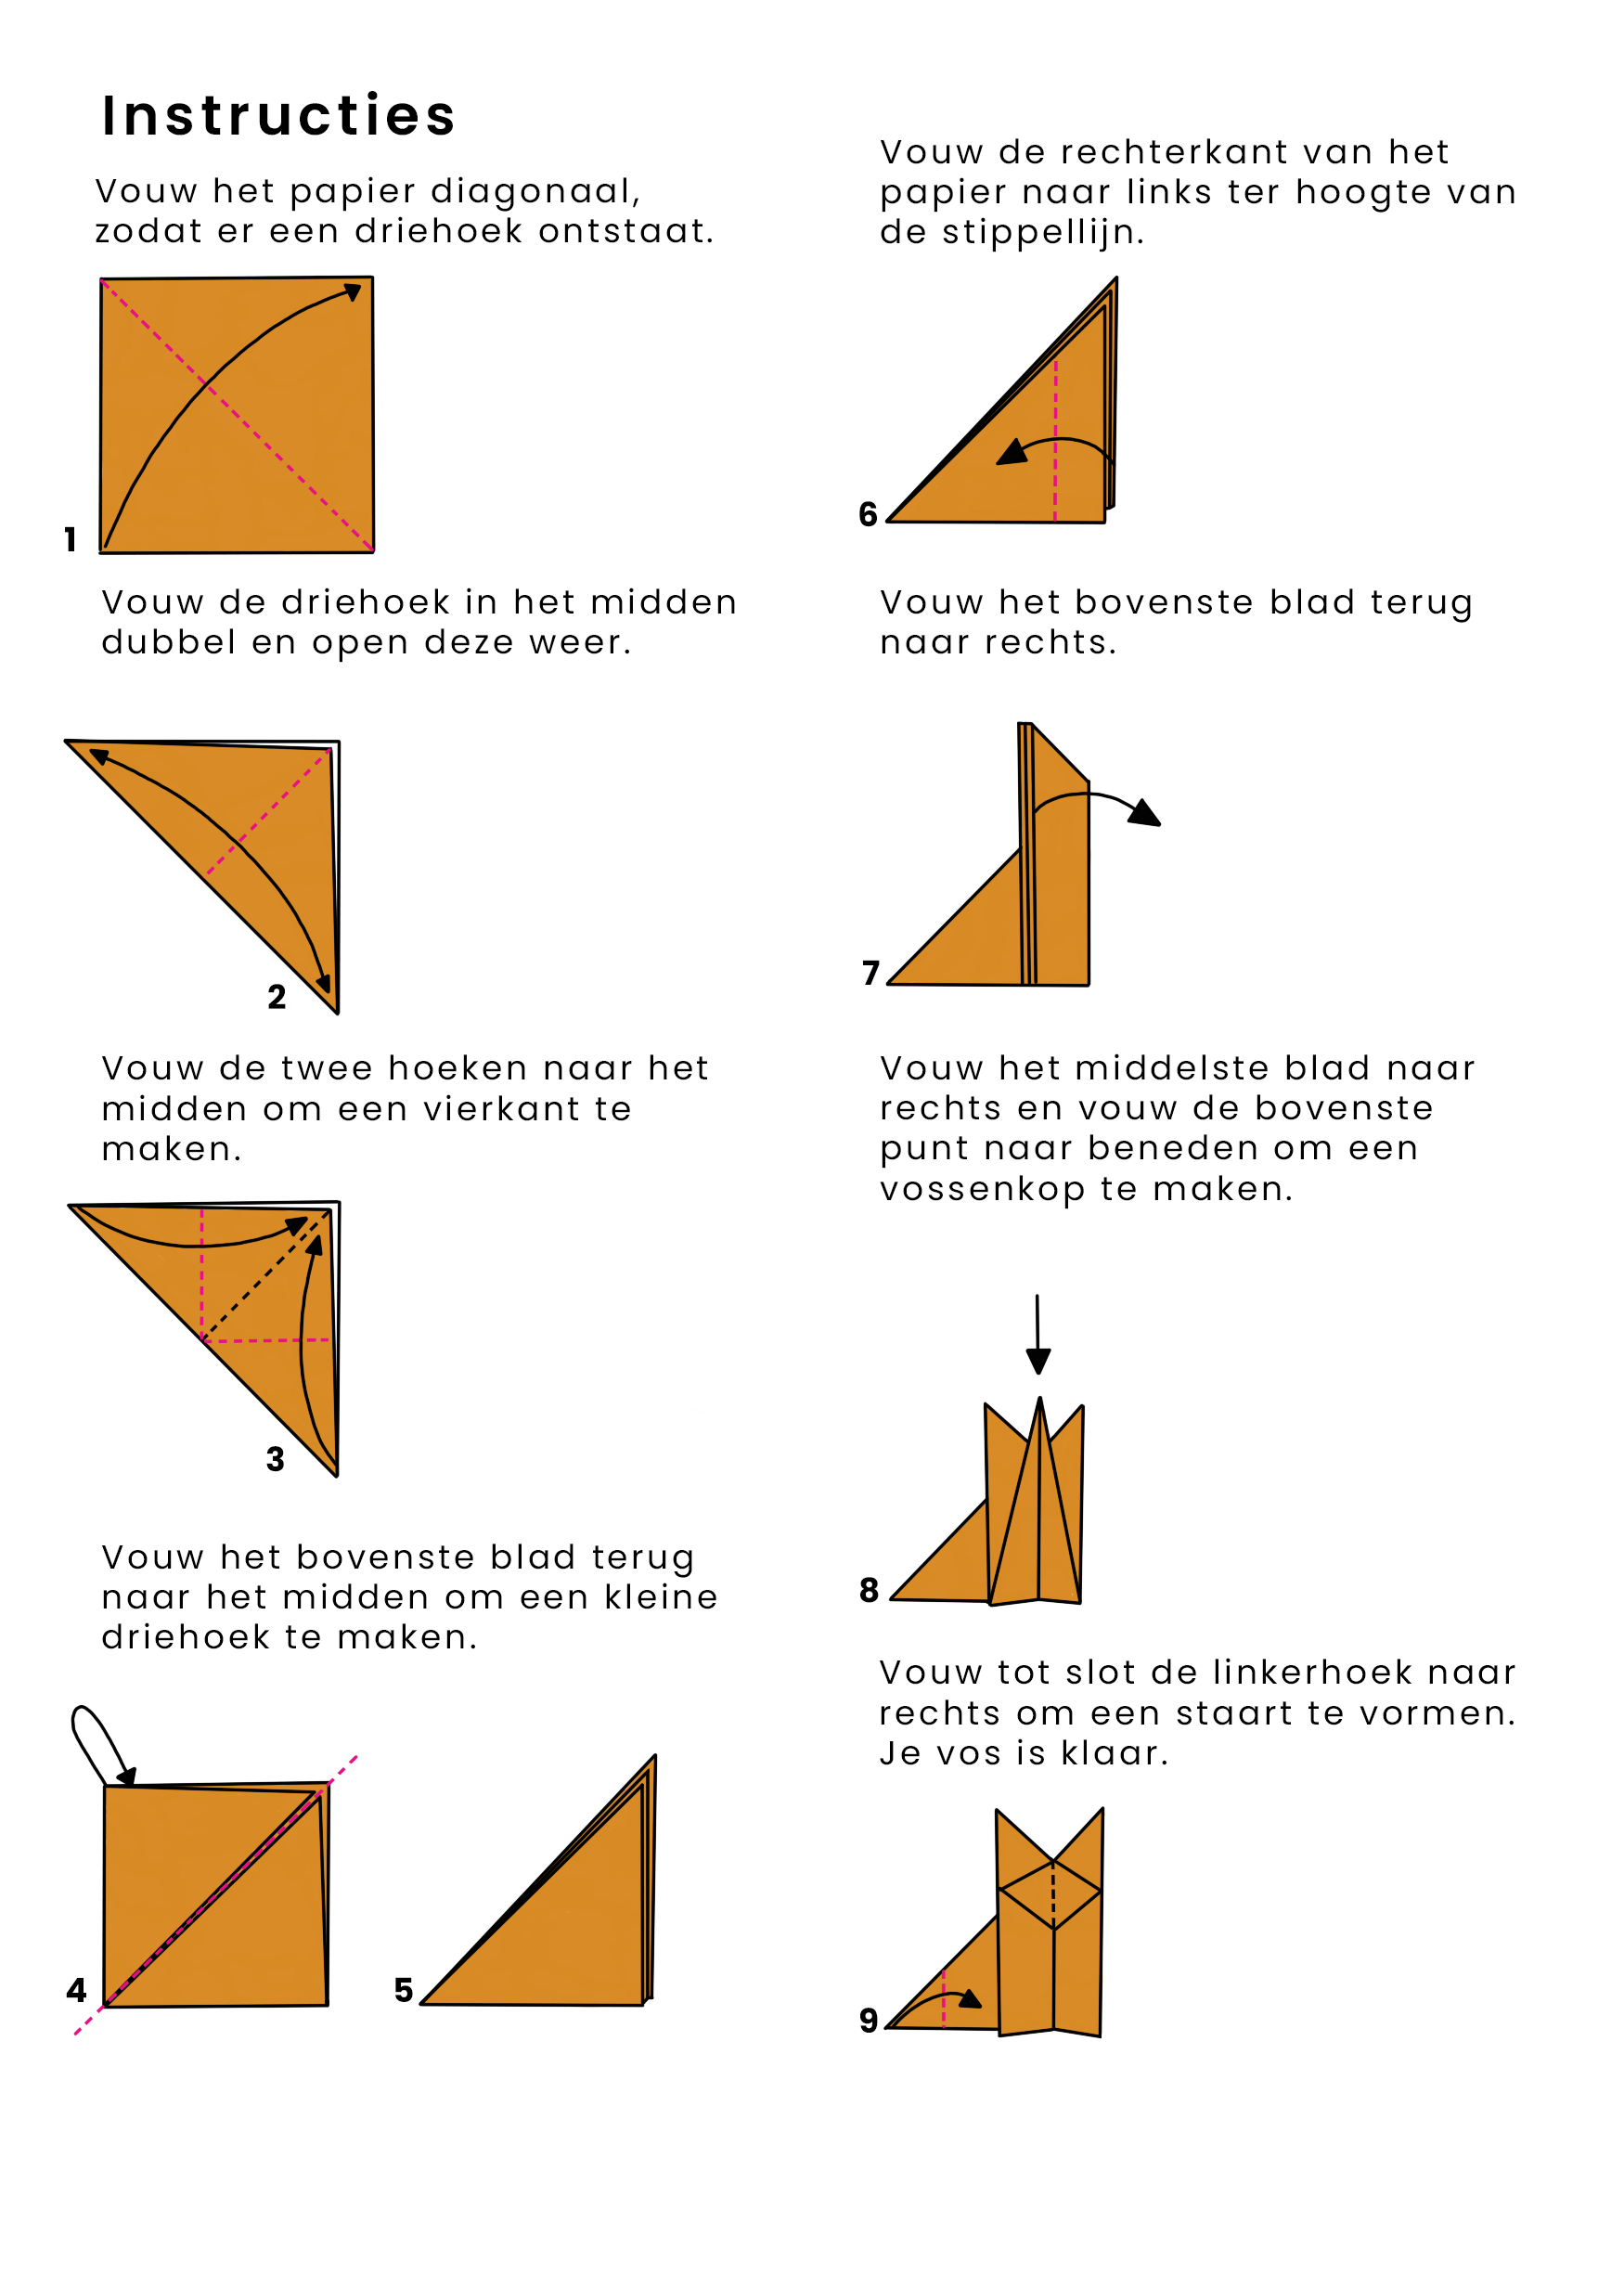 Instructies
Vouw het papier diagonaal,
zodat er een driehoek ontstaat.
1
Vouw de driehoek in het midden
dubbel en open deze weer.
2
Vouw de twee hoeken naar het
midden om een vierkant te
maken.
3
Vouw het bovenste blad terug
naar het midden om een kleine
driehoek te maken.
4
5
Vouw de rechterkant van het
papier naar links ter hoogte van
de stippellijn.
6
Vouw het bovenste blad terug
naar rechts.
7
Vouw het middelste blad naar
rechts en vouw de bovenste
punt naar beneden om een
vossenkop te maken.
8
Vouw tot slot de linkerhoek naar
rechts om een staart te vormen.
Je vos is klaar.
9